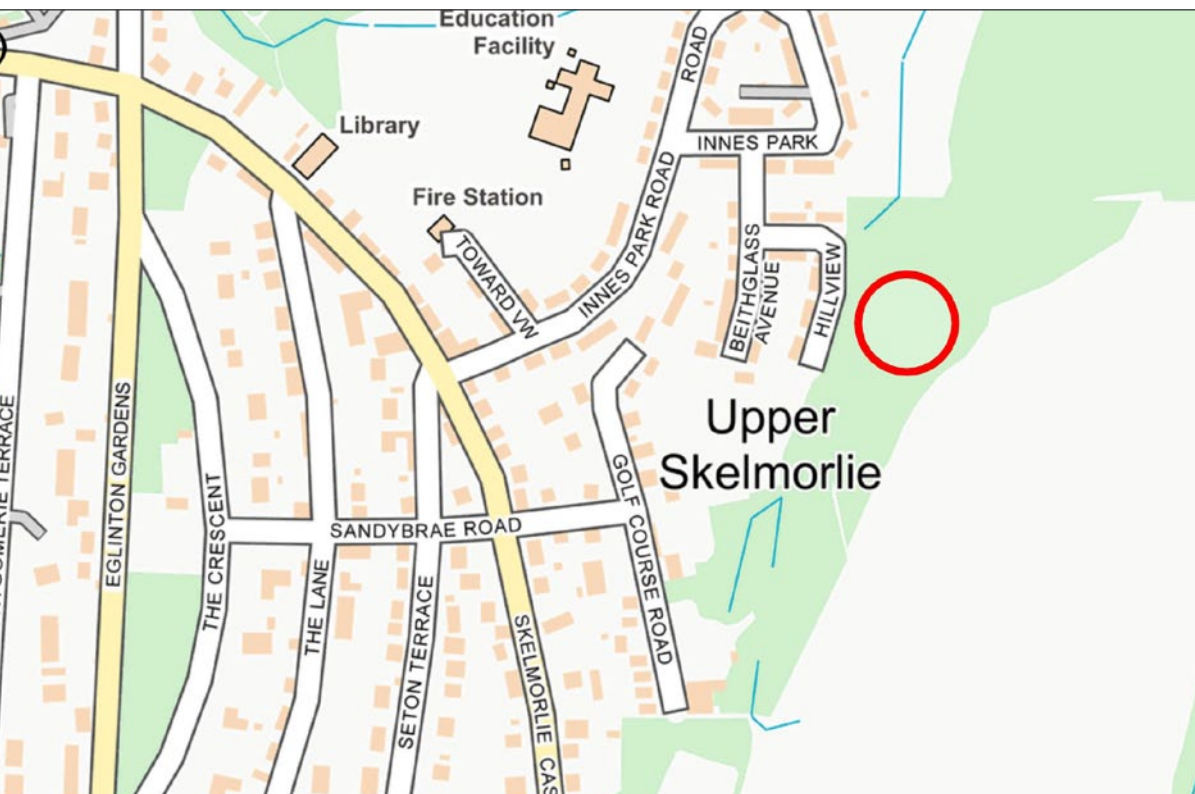 Education
Facility
Library
Fire Station
ROAD
INNES PARK
INNES PARK ROAD
TOWARD VW
BEITHGLASS
AVENUE
HILLVIEW
Upper
Skelmorlie
EGLINTON GARDENS
THE CRESCENT
SANDYBRAE ROAD
GOLF COURSE ROAD
THE LANE
SETON TERRACE
SKELMORLIE CAS
TERRACE